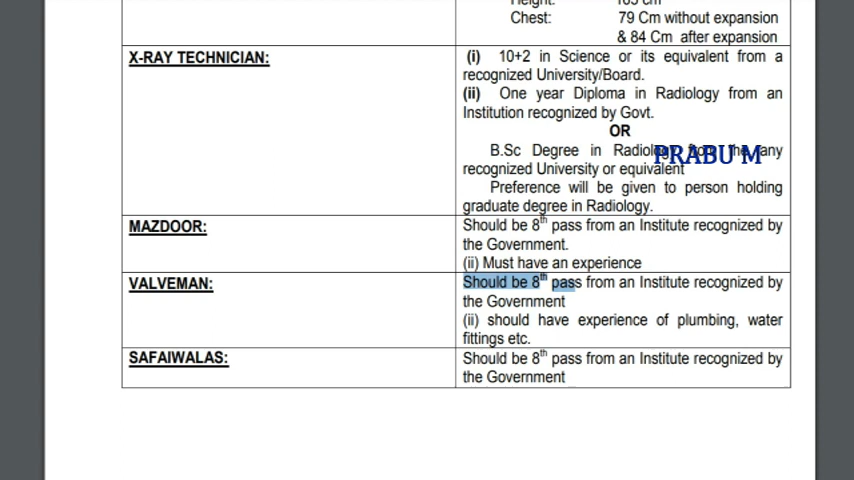 Height: 165 cm
Chest: 79 Cm without expansion
& 84 Cm after expansion
X-RAY TECHNICIAN:
(i) 10+2 in Science or its equivalent from a
recognized University/Board.
(ii) One year Diploma in Radiology from an
Institution recognized by Govt.
OR
B.Sc Degree in Radiology from the any
PRABU M
recognized University or equivalent
Preference will be given to person holding
graduate degree in Radiology.
MAZDOOR:
Should be 8th pass from an Institute recognized by
the Government.
(ii) Must have an experience
VALVEMAN:
Should be 8th pass from an Institute recognized by
the Government
(ii) should have experience of plumbing, water
fittings etc.
SAFAIWALAS:
Should be 8th pass from an Institute recognized by
the Government